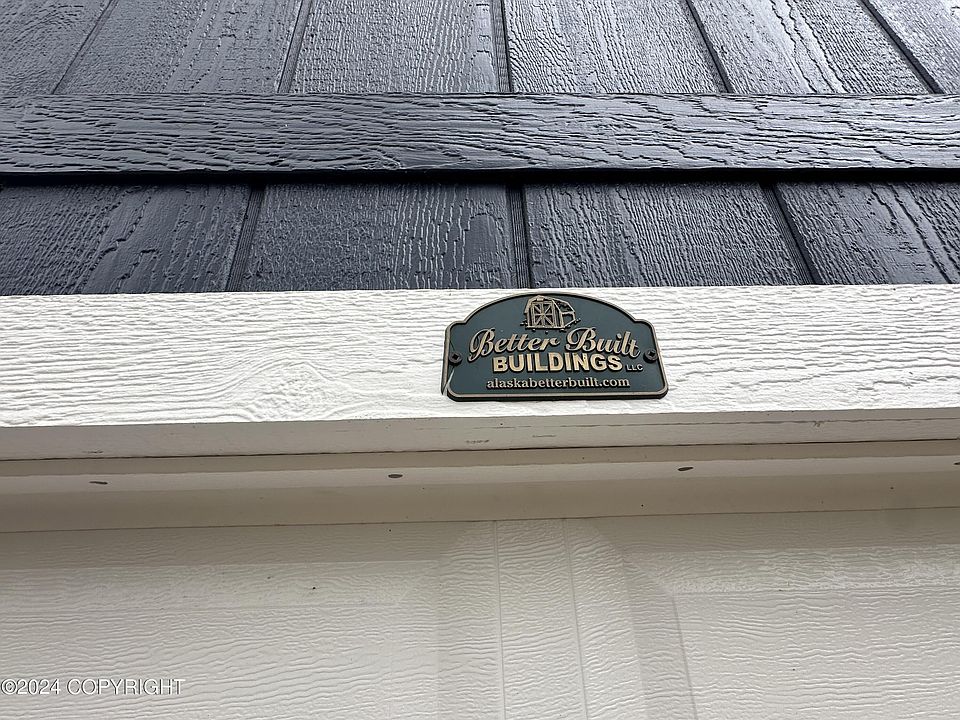 Better Built
BUILDINGS LLC
alaskabetterbuilt.com
©2024 COPYRIGHT